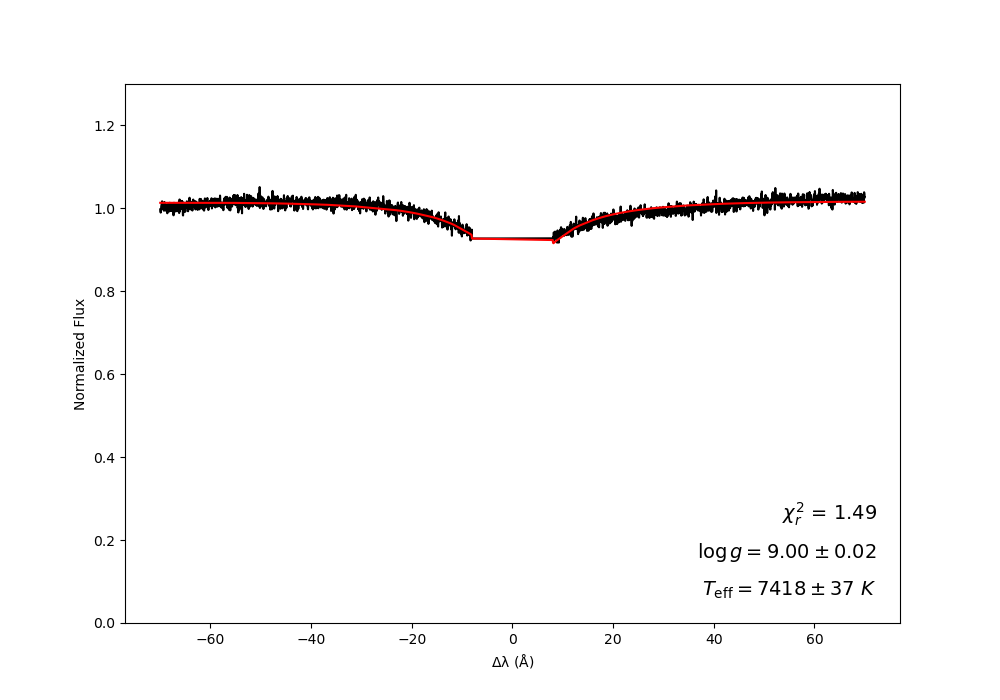 1.2
1.0
0.8
0.6
0.4
0.2
0.0
Normalized Flux
χ²ᵣ = 1.49
log g = 9.00 ± 0.02
T_eff = 7418 ± 37 K
−60 −40 −20 0 20 40 60
Δλ (Å)